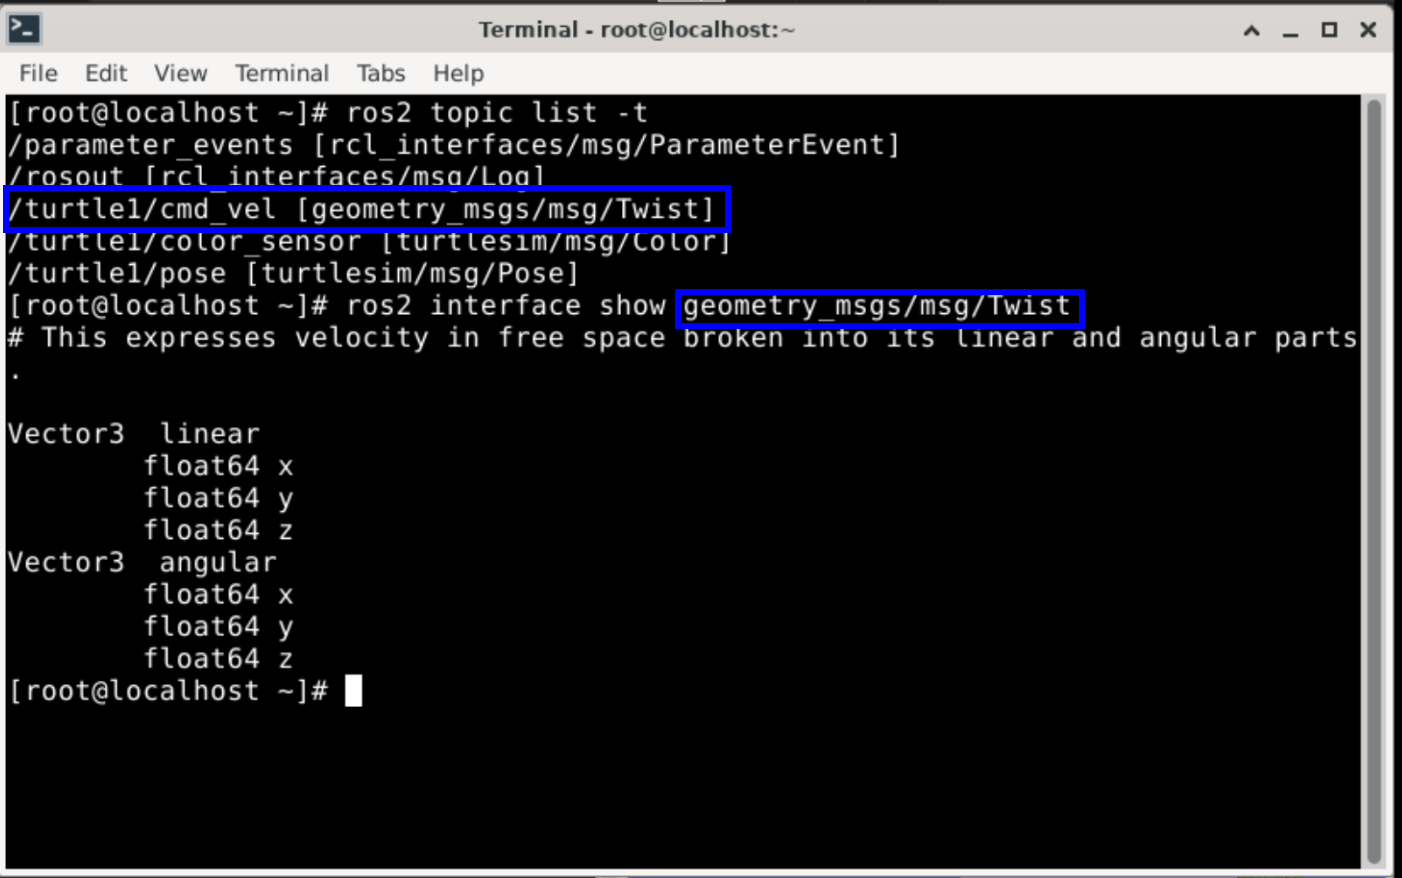 Terminal - root@localhost:~
File Edit View Terminal Tabs Help
[root@localhost ~]# ros2 topic list -t
/parameter_events [rcl_interfaces/msg/ParameterEvent]
/rosout [rcl_interfaces/msg/Log]
/turtle1/cmd_vel [geometry_msgs/msg/Twist]
/turtle1/color_sensor [turtlesim/msg/Color]
/turtle1/pose [turtlesim/msg/Pose]
[root@localhost ~]# ros2 interface show geometry_msgs/msg/Twist
# This expresses velocity in free space broken into its linear and angular parts
.
Vector3  linear
        float64 x
        float64 y
        float64 z
Vector3  angular
        float64 x
        float64 y
        float64 z
[root@localhost ~]#